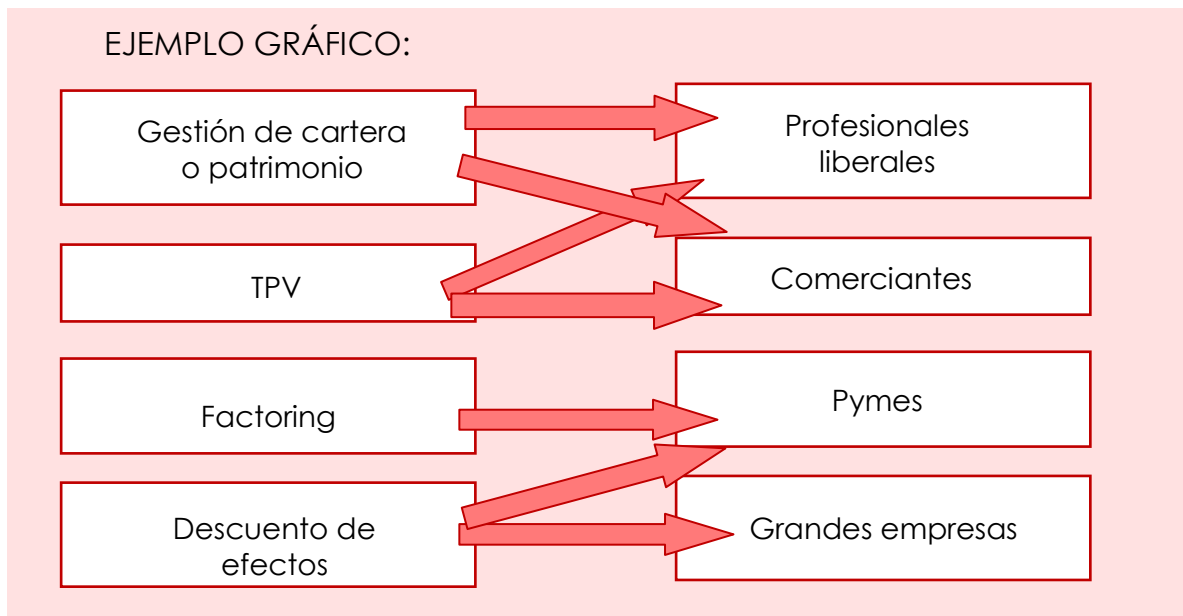 EJEMPLO GRÁFICO:
Gestión de cartera
o patrimonio
Profesionales
liberales
TPV
Comerciantes
Factoring
Pymes
Descuento de
efectos
Grandes empresas